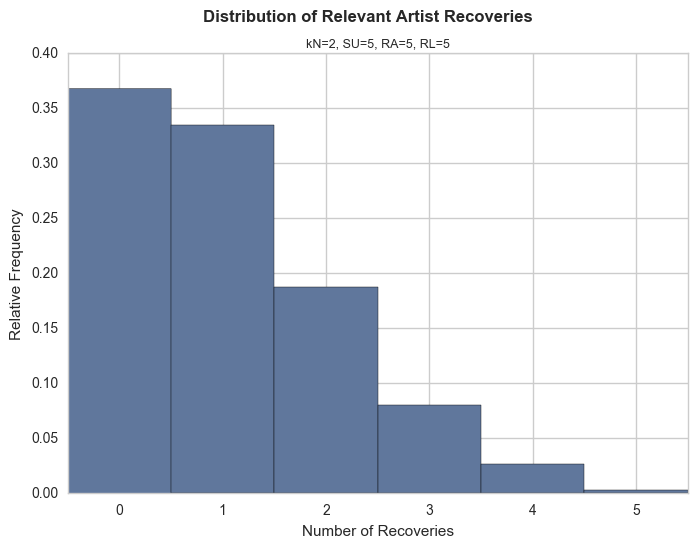 Distribution of Relevant Artist Recoveries
kN=2, SU=5, RA=5, RL=5
0.40
0.35
0.30
0.25
0.20
0.15
0.10
0.05
0.00
Relative Frequency
0 1 2 3 4 5
Number of Recoveries